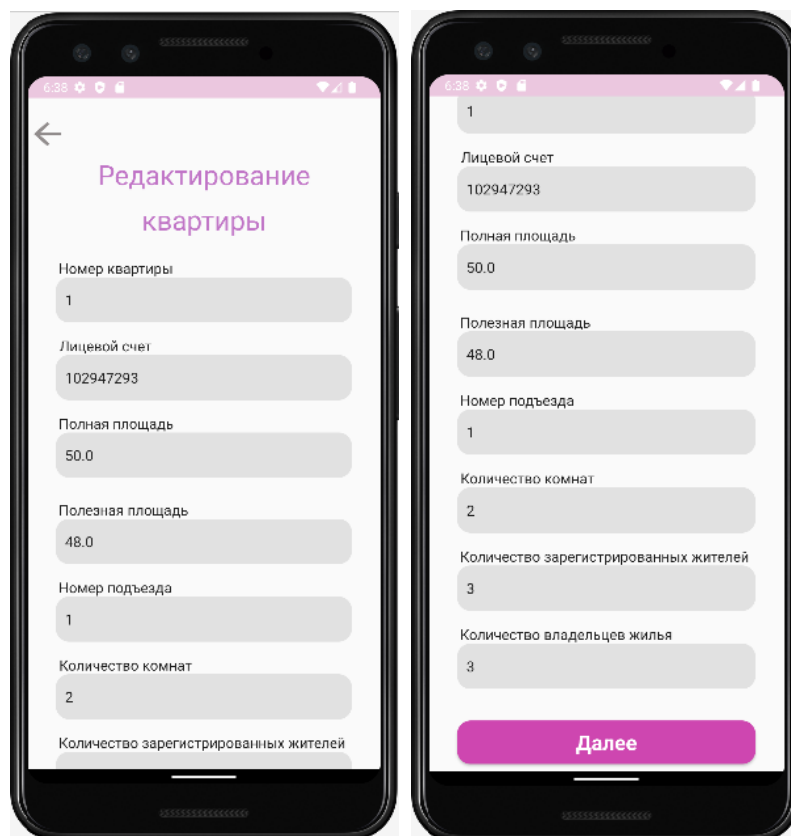 6:38
Редактирование
квартиры
Номер квартиры
1
Лицевой счет
102947293
Полная площадь
50.0
Полезная площадь
48.0
Номер подъезда
1
Количество комнат
2
Количество зарегистрированных жителей
6:38
1
Лицевой счет
102947293
Полная площадь
50.0
Полезная площадь
48.0
Номер подъезда
1
Количество комнат
2
Количество зарегистрированных жителей
3
Количество владельцев жилья
3
Далее